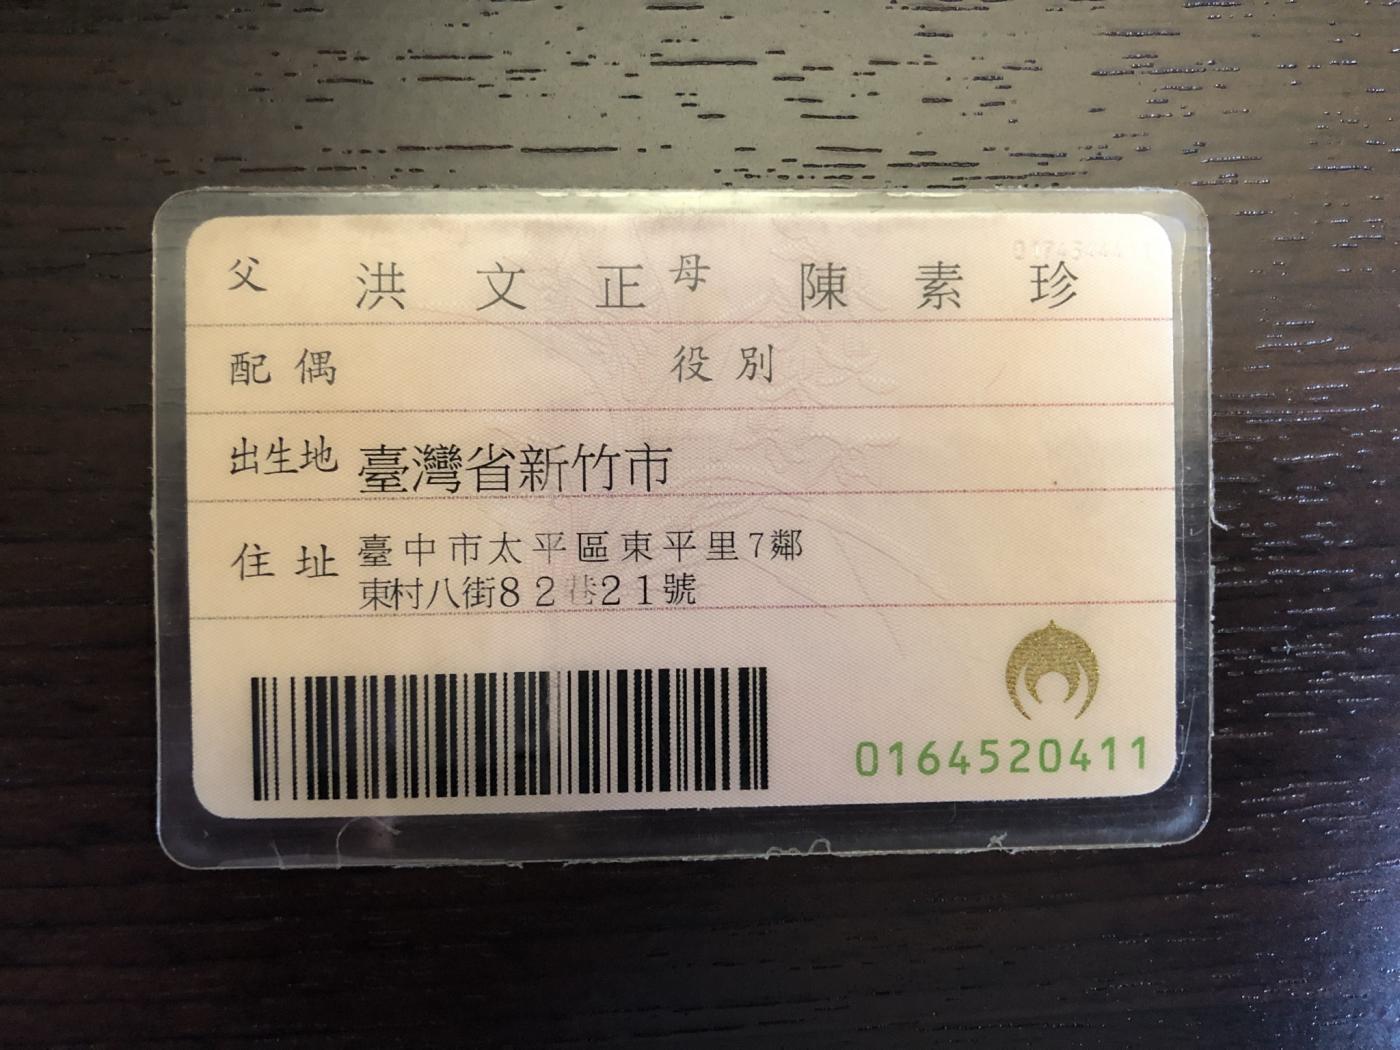 父 洪文正 母 陳素珍
配偶 役別
出生地 臺灣省新竹市
住址 臺中市太平區東平里7鄰
東村八街82巷21號
0164520411